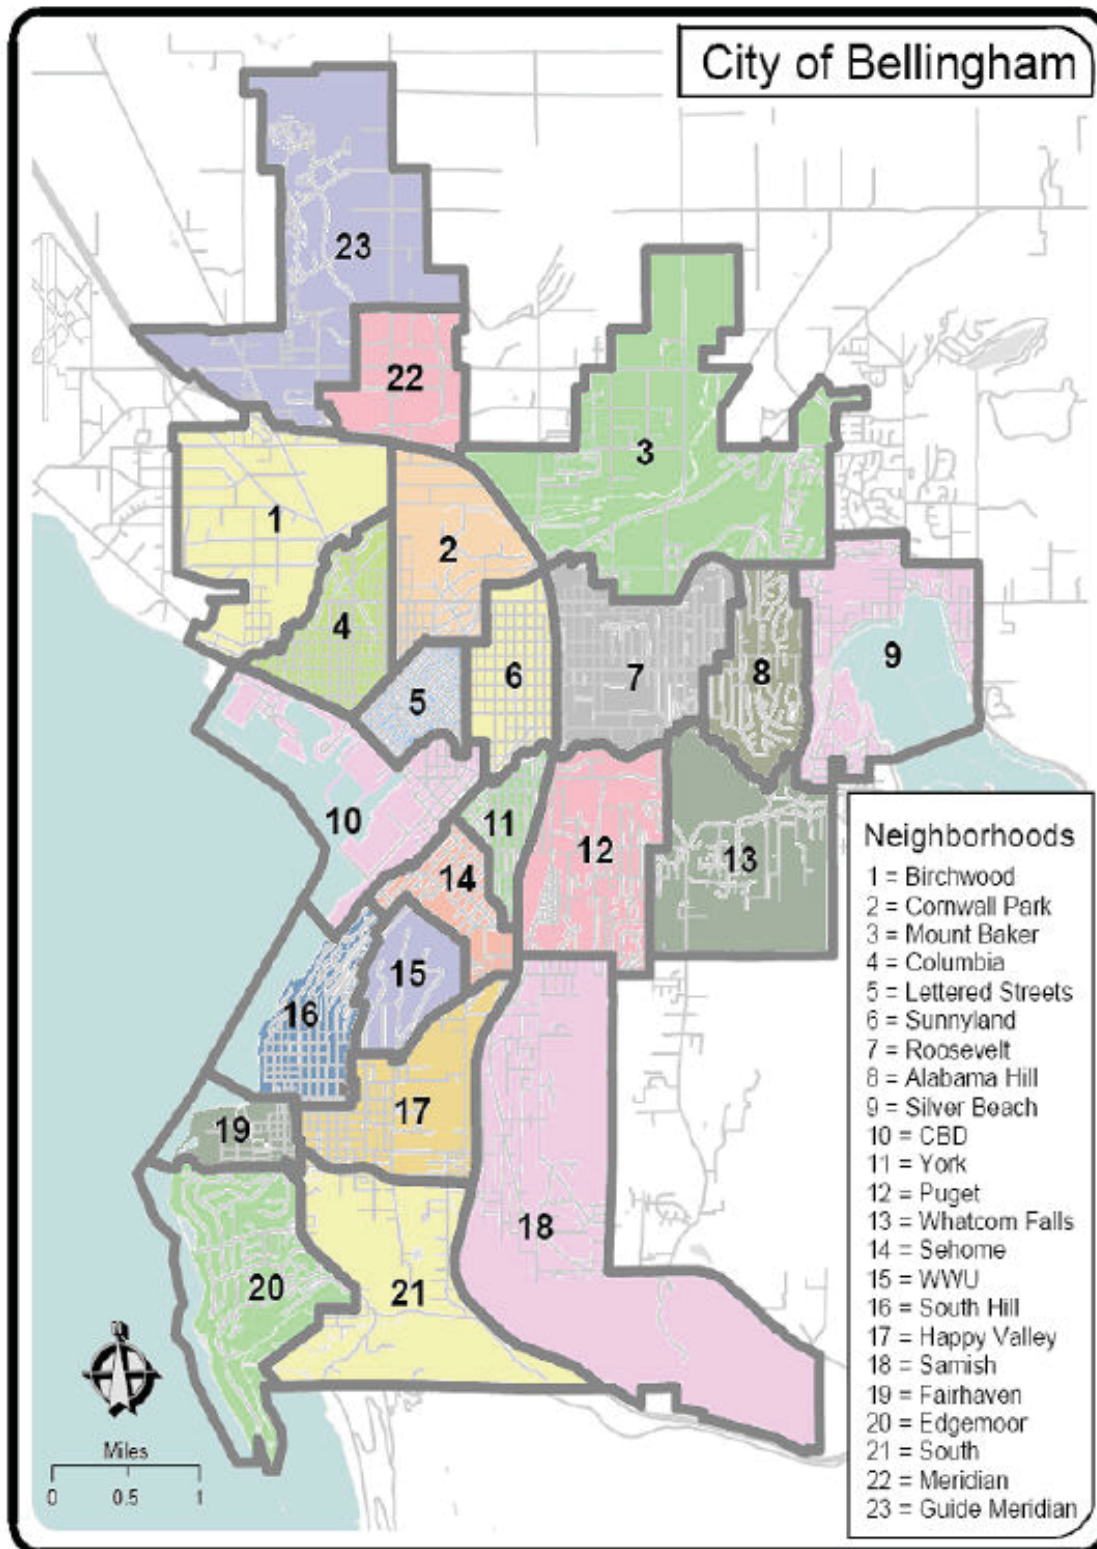 City of Bellingham
23
22
3
1
2
4
9
6
8
7
5
10
11
12
13
14
15
16
17
19
18
20
21
Miles
0 0.5 1
Neighborhoods
1 = Birchwood
2 = Cornwall Park
3 = Mount Baker
4 = Columbia
5 = Lettered Streets
6 = Sunnyland
7 = Roosevelt
8 = Alabama Hill
9 = Silver Beach
10 = CBD
11 = York
12 = Puget
13 = Whatcom Falls
14 = Sehome
15 = WWU
16 = South Hill
17 = Happy Valley
18 = Samish
19 = Fairhaven
20 = Edgemoor
21 = South
22 = Meridian
23 = Guide Meridian